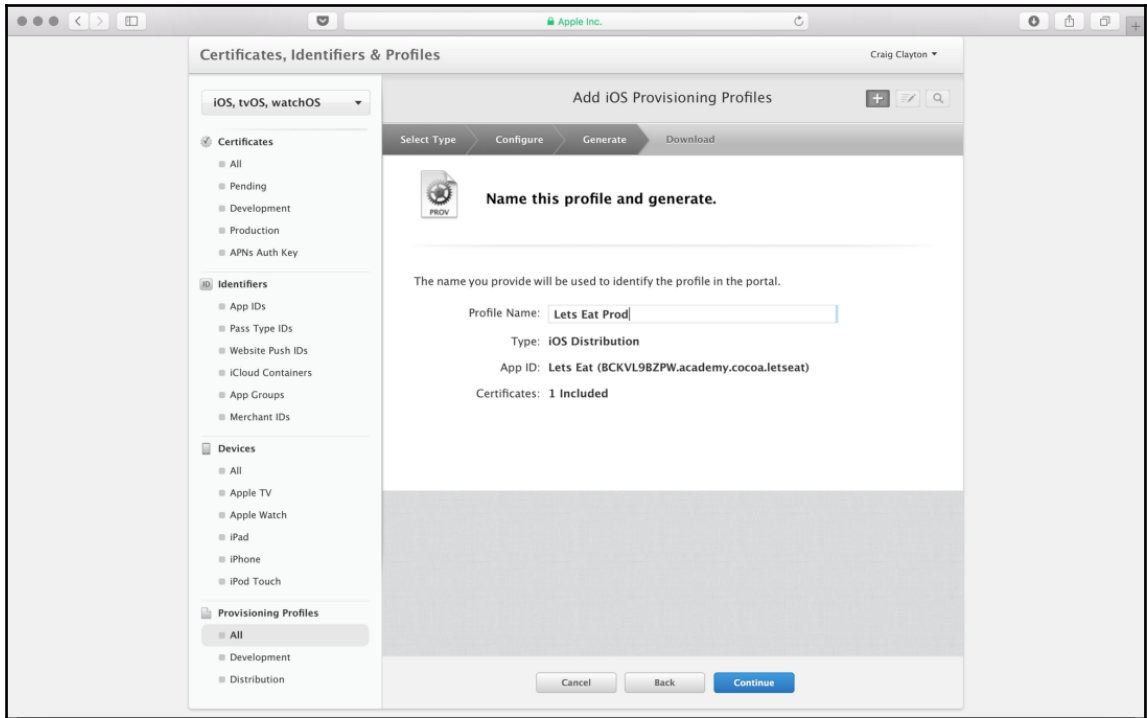 Apple Inc.
Certificates, Identifiers & Profiles
Craig Clayton
iOS, tvOS, watchOS
Certificates
All
Pending
Development
Production
APNs Auth Key
ID Identifiers
App IDs
Pass Type IDs
Website Push IDs
iCloud Containers
App Groups
Merchant IDs
Devices
All
Apple TV
Apple Watch
iPad
iPhone
iPod Touch
Provisioning Profiles
All
Development
Distribution
Add iOS Provisioning Profiles
Select Type Configure Generate Download
PROV
Name this profile and generate.
The name you provide will be used to identify the profile in the portal.
Profile Name: Lets Eat Prod
Type: iOS Distribution
App ID: Lets Eat (BCKVL9BZPW.academy.cocoa.letseat)
Certificates: 1 Included
Cancel Back Continue